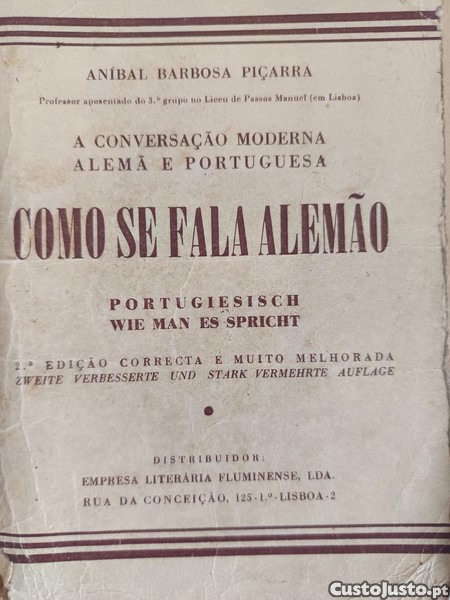 ANÍBAL BARBOSA PIÇARRA
Professor aposentado do 3.º grupo no Liceu de Passos Manuel (em Lisboa)
A CONVERSAÇÃO MODERNA
ALEMÃ E PORTUGUESA
COMO SE FALA ALEMÃO
PORTUGIESISCH
WIE MAN ES SPRICHT
2.ª EDIÇÃO CORRECTA E MUITO MELHORADA
ZWEITE VERBESSERTE UND STARK VERMEHRTE AUFLAGE
DISTRIBUIDOR:
EMPRESA LITERÁRIA FLUMINENSE, LDA.
RUA DA CONCEIÇÃO, 125-1.º-LISBOA-2
CustoJusto.pt